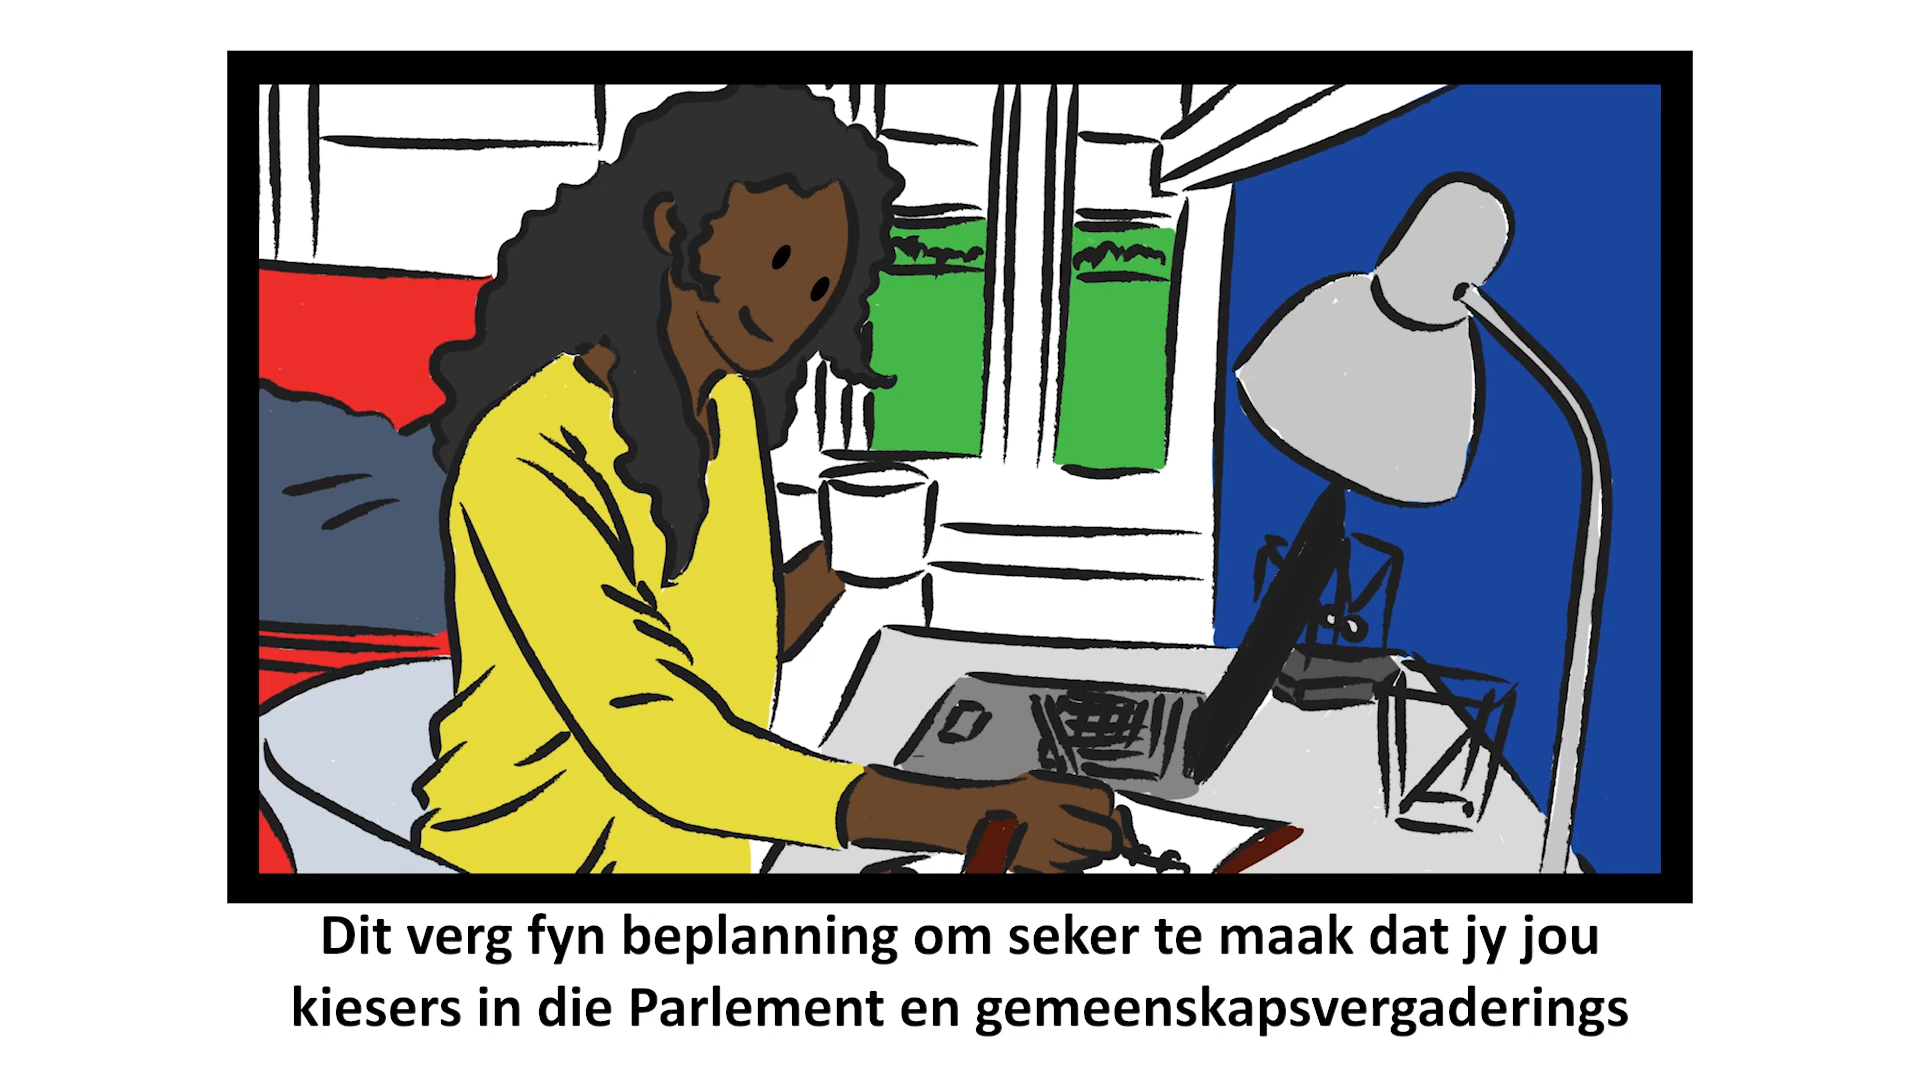 Dit verg fyn beplanning om seker te maak dat jy jou
kiesers in die Parlement en gemeenskapsvergaderings